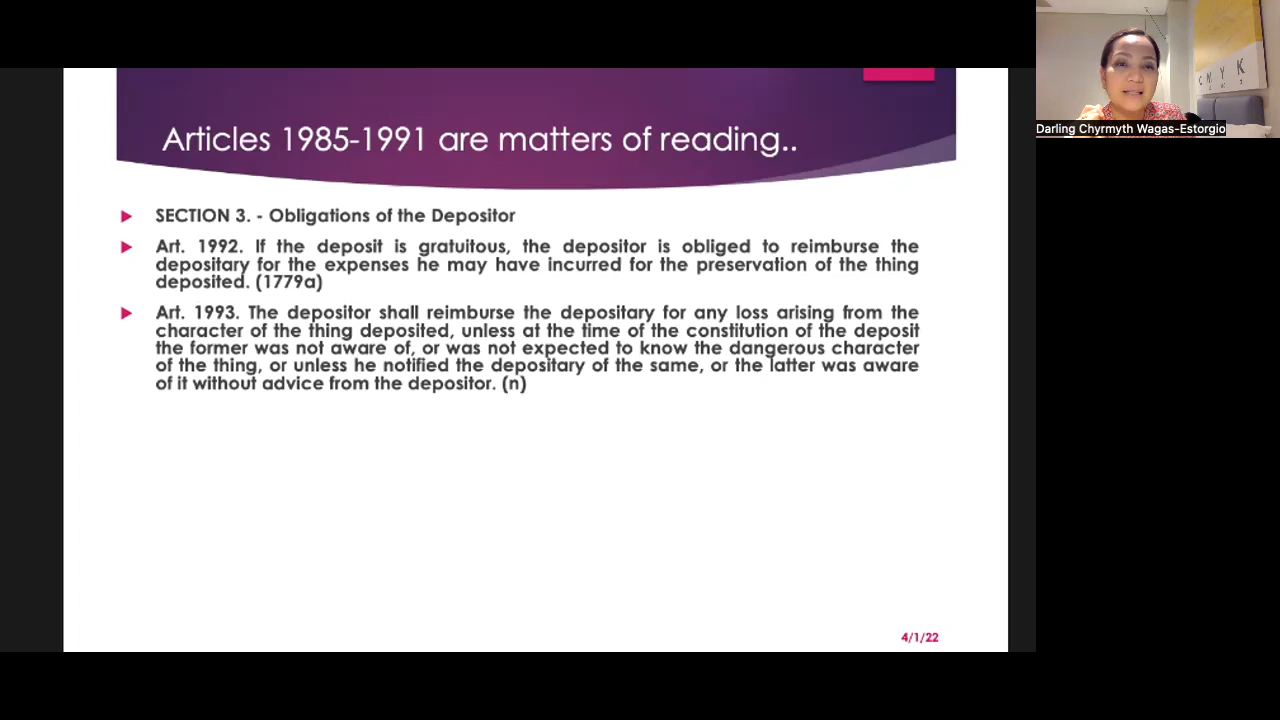 Articles 1985-1991 are matters of reading..
SECTION 3. - Obligations of the Depositor
Art. 1992. If the deposit is gratuitous, the depositor is obliged to reimburse the
depositary for the expenses he may have incurred for the preservation of the thing
deposited. (1779a)
Art. 1993. The depositor shall reimburse the depositary for any loss arising from the
character of the thing deposited, unless at the time of the constitution of the deposit
the former was not aware of, or was not expected to know the dangerous character
of the thing, or unless he notified the depositary of the same, or the latter was aware
of it without advice from the depositor. (n)
4/1/22
C M Y K
Darling Chyrmyth Wagas-Estorgio